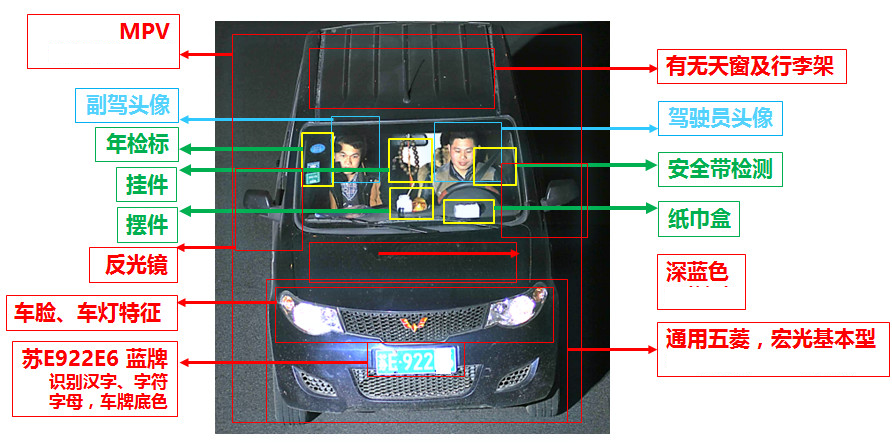 MPV
有无天窗及行李架
副驾头像
驾驶员头像
年检标
安全带检测
挂件
摆件
纸巾盒
反光镜
深蓝色
车脸、车灯特征
通用五菱，宏光基本型
苏E922E6 蓝牌
识别汉字、字符
字母，车牌底色
苏E·922